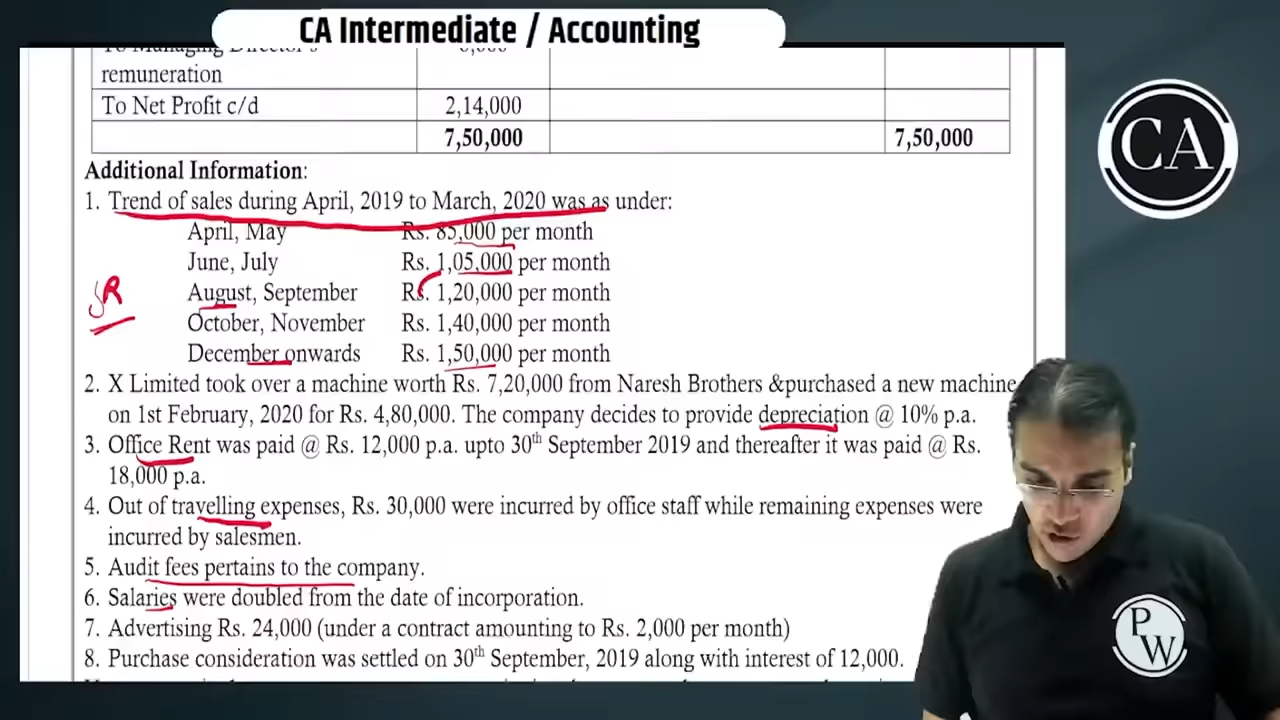 CA Intermediate / Accounting
To Managing Director's
remuneration
To Net Profit c/d 2,14,000
7,50,000 7,50,000
Additional Information:
1. Trend of sales during April, 2019 to March, 2020 was as under:
April, May Rs. 85,000 per month
June, July Rs. 1,05,000 per month
August, September Rs. 1,20,000 per month
October, November Rs. 1,40,000 per month
December onwards Rs. 1,50,000 per month
SR
2. X Limited took over a machine worth Rs. 7,20,000 from Naresh Brothers &purchased a new machine
on 1st February, 2020 for Rs. 4,80,000. The company decides to provide depreciation @ 10% p.a.
3. Office Rent was paid @ Rs. 12,000 p.a. upto 30th September 2019 and thereafter it was paid @ Rs.
18,000 p.a.
4. Out of travelling expenses, Rs. 30,000 were incurred by office staff while remaining expenses were
incurred by salesmen.
5. Audit fees pertains to the company.
6. Salaries were doubled from the date of incorporation.
7. Advertising Rs. 24,000 (under a contract amounting to Rs. 2,000 per month)
8. Purchase consideration was settled on 30th September, 2019 along with interest of 12,000.
CA
PW